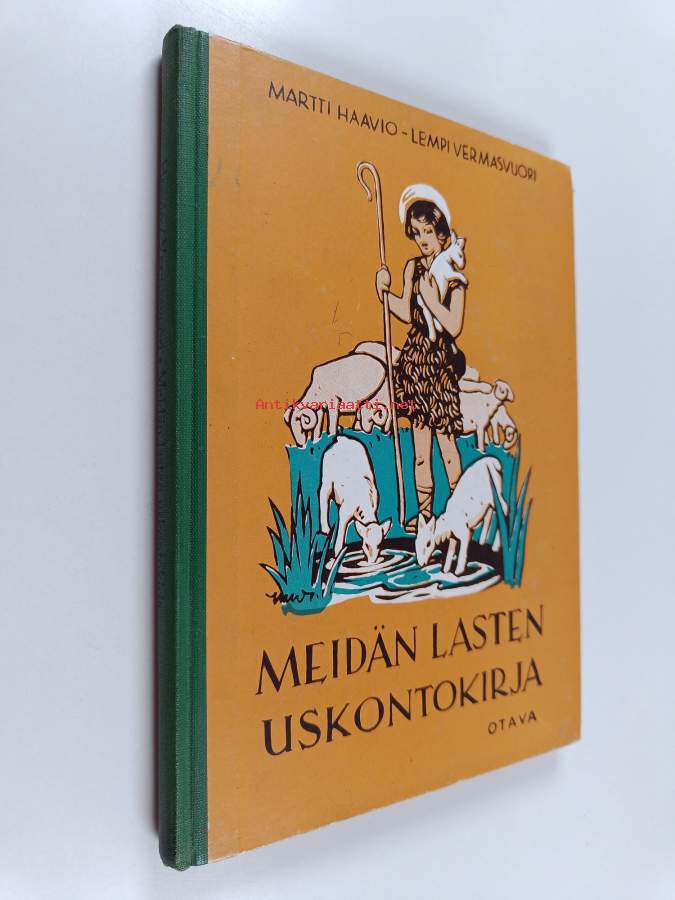 MARTTI HAAVIO – LEMPI VERMASVUORI
Antikvariaatti.net
MEIDÄN LASTEN
USKONTOKIRJA
OTAVA